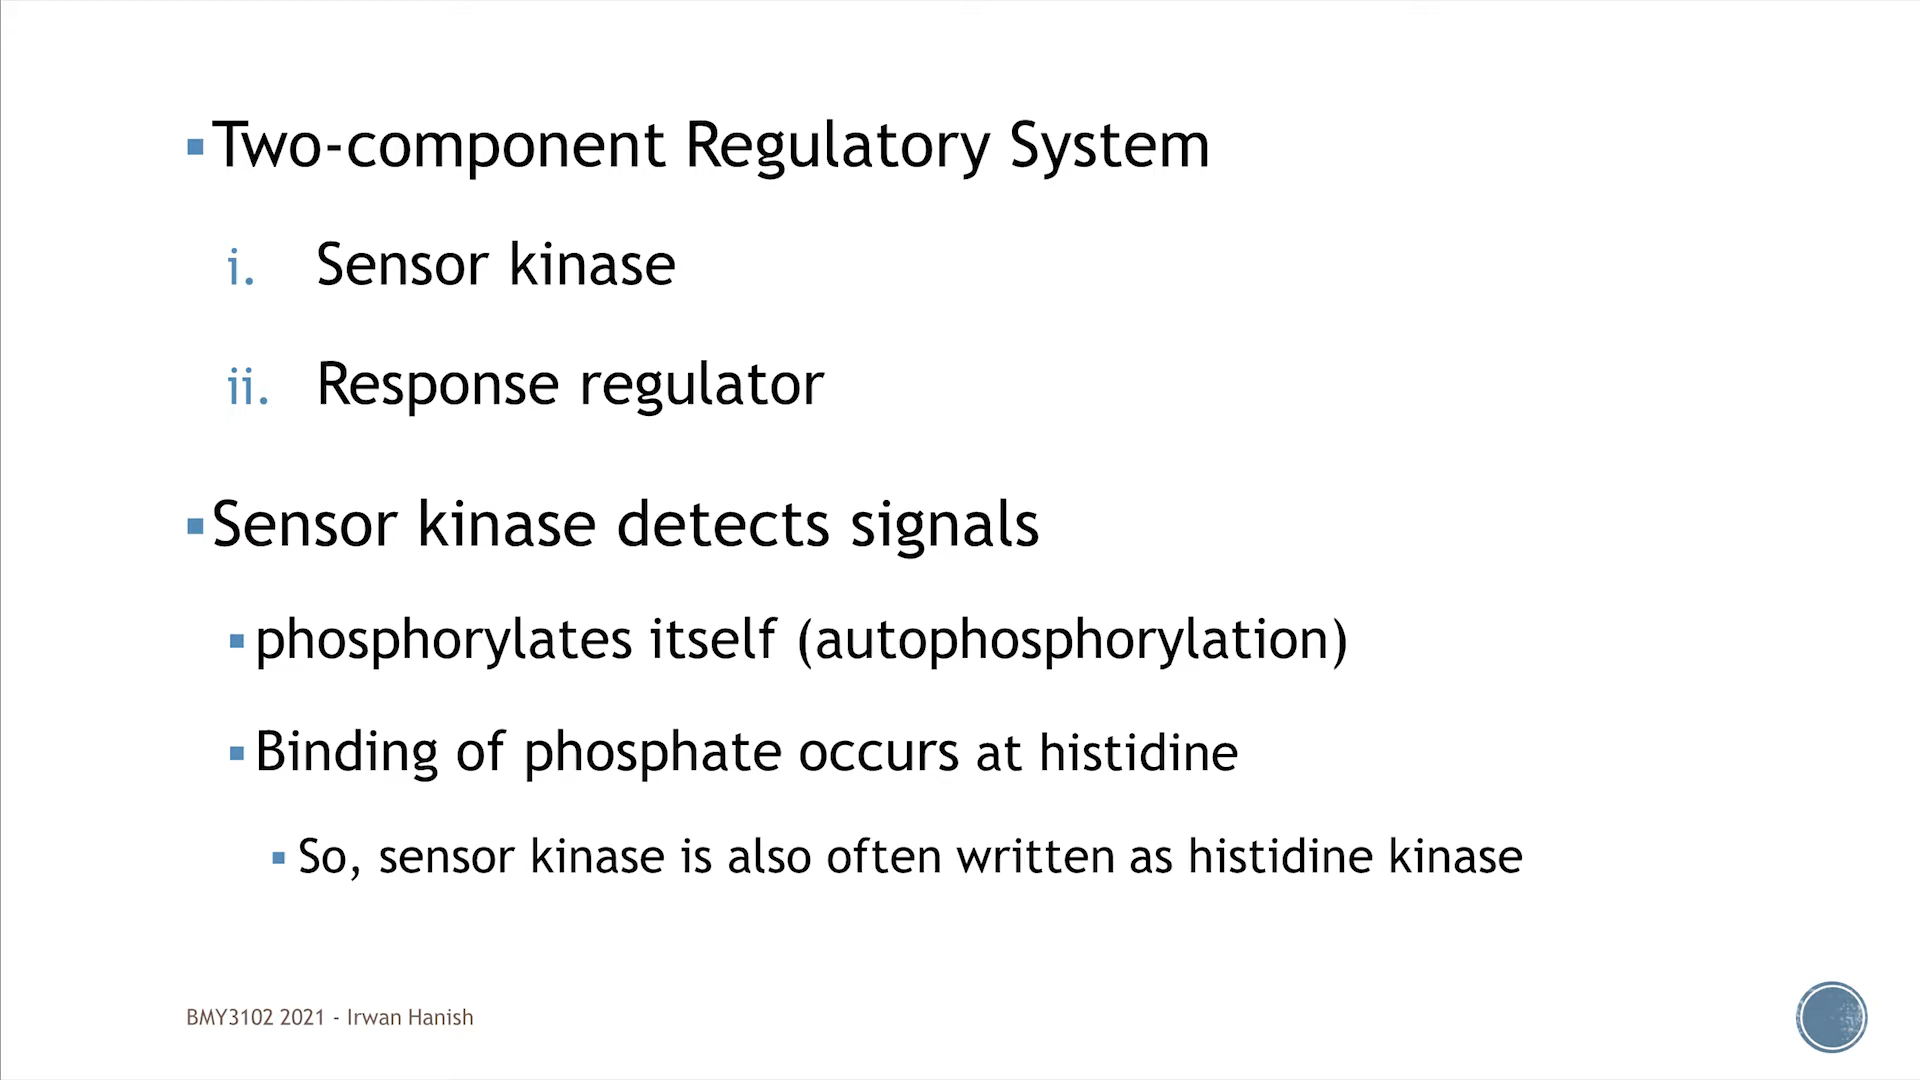 ▪Two-component Regulatory System
i. Sensor kinase
ii. Response regulator
▪Sensor kinase detects signals
▪phosphorylates itself (autophosphorylation)
▪Binding of phosphate occurs at histidine
▪So, sensor kinase is also often written as histidine kinase
BMY3102 2021 - Irwan Hanish